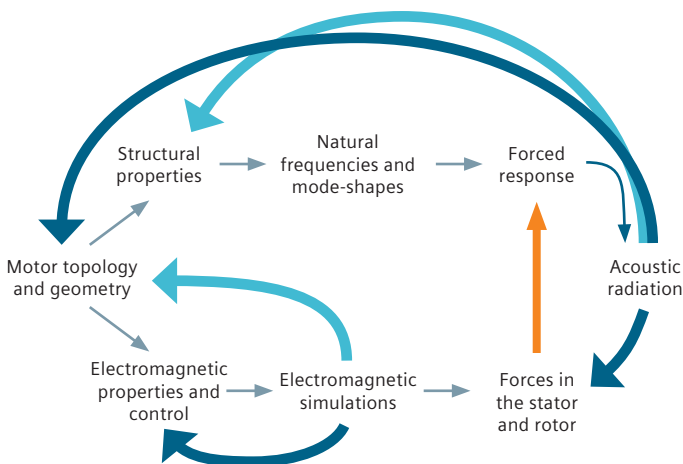 Structural
properties
Natural
frequencies and
mode-shapes
Forced
response
Motor topology
and geometry
Acoustic
radiation
Electromagnetic
properties and
control
Electromagnetic
simulations
Forces in
the stator
and rotor